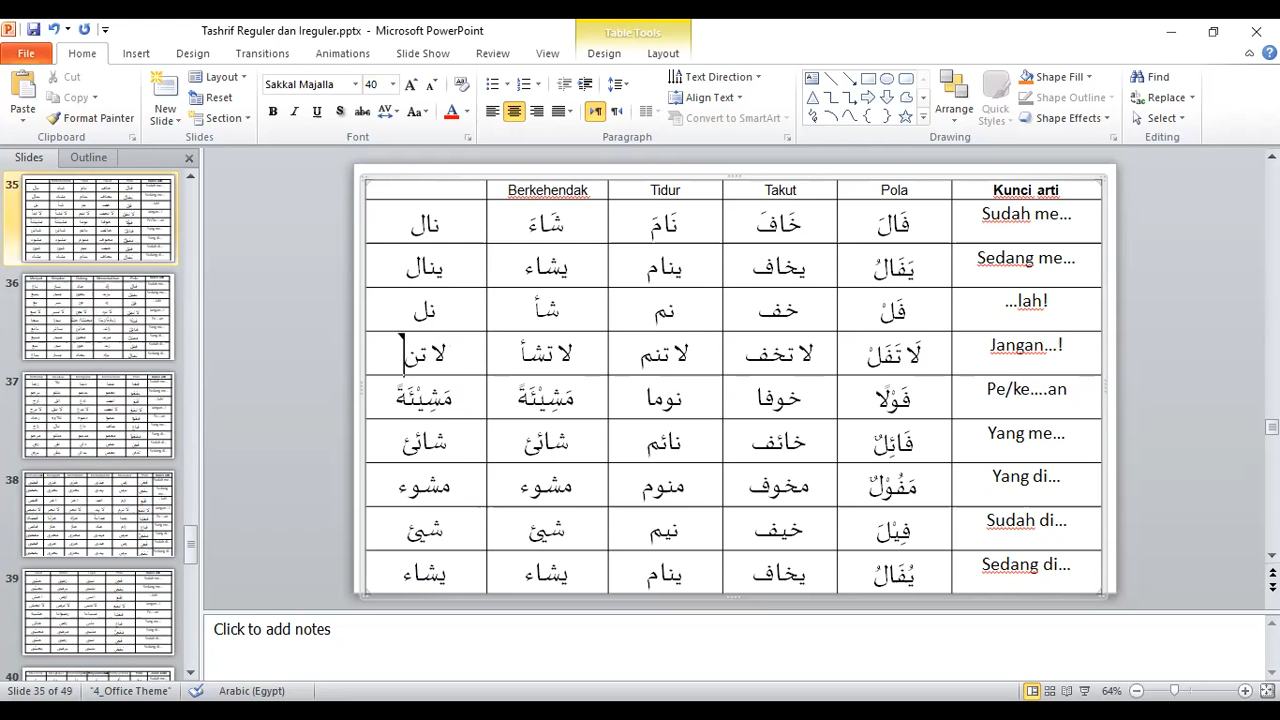 Tashrif Reguler dan Ireguler.pptx - Microsoft PowerPoint
Table Tools
File Home Insert Design Transitions Animations Slide Show Review View Design Layout
Paste
Cut
Copy
Format Painter
Clipboard
New Slide
Layout
Reset
Section
Slides
Sakkal Majalla 40
Font
Paragraph
Text Direction
Align Text
Convert to SmartArt
Arrange
Quick Styles
Shape Fill
Shape Outline
Shape Effects
Drawing
Find
Replace
Select
Editing
Slides Outline
35
36
37
38
39
40
Berkehendak Tidur Takut Pola Kunci arti
نال شَاءَ نَامَ خَافَ فَالَ Sudah me...
ينال يشاء ينام يخاف يَفَالُ Sedang me...
نل شأ نم خف فَلْ ...lah!
لا تن لا تشأ لا تنم لا تخف لَا تَفَلْ Jangan...!
مَشِيْئَةً مَشِيْئَةً نوما خوفا فَوْلًا Pe/ke....an
شائَئ شائَئ نائم خائف فَائِلٌ Yang me...
مشوء مشوء منوم مخوف مَفُوْلٌ Yang di...
شيئ شيئ نيم خيف فِيْلَ Sudah di...
يشاء يشاء ينام يخاف يُفَالُ Sedang di...
Click to add notes
Slide 35 of 49 "4_Office Theme" Arabic (Egypt) 64%